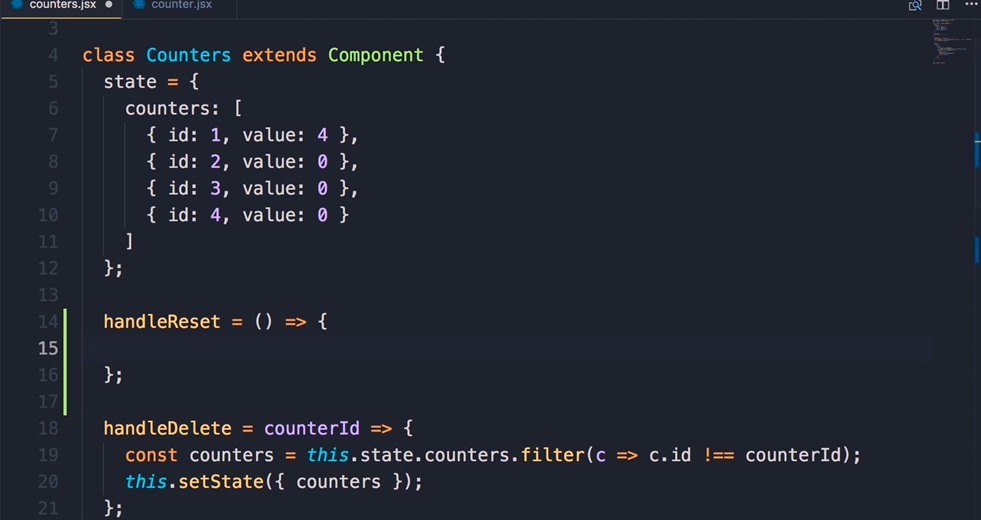 counters.jsx ● counter.jsx
3
4 class Counters extends Component {
5 state = {
6 counters: [
7 { id: 1, value: 4 },
8 { id: 2, value: 0 },
9 { id: 3, value: 0 },
10 { id: 4, value: 0 }
11 ]
12 };
13
14 handleReset = () => {
15
16 };
17
18 handleDelete = counterId => {
19 const counters = this.state.counters.filter(c => c.id !== counterId);
20 this.setState({ counters });
21 };